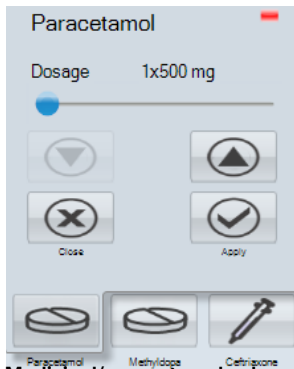 Paracetamol
Dosage 1x500 mg
Close Apply
Paracetamol Methyldopa Ceftriaxone